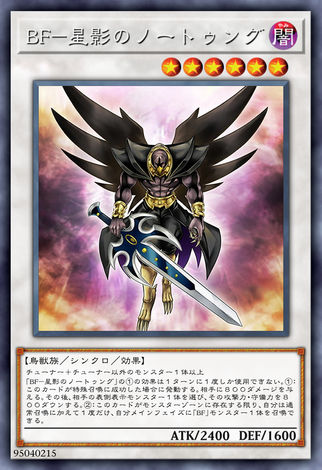 BF－星影のノートゥング
闇
【鳥獣族／シンクロ／効果】
チューナー＋チューナー以外のモンスター１体以上
「BF－星影のノートゥング」の①の効果は１ターンに１度しか使用できない。①：
このカードが特殊召喚に成功した場合に発動する。相手に８００ダメージを与
える。その後、相手の表側表示モンスター１体を選び、その攻撃力・守備力を８
００ダウンする。②：このカードがモンスターゾーンに存在する限り、自分は通
常召喚に加えて１度だけ、自分メインフェイズに「BF」モンスター１体を召喚で
きる。
ATK/2400 DEF/1600
95040215